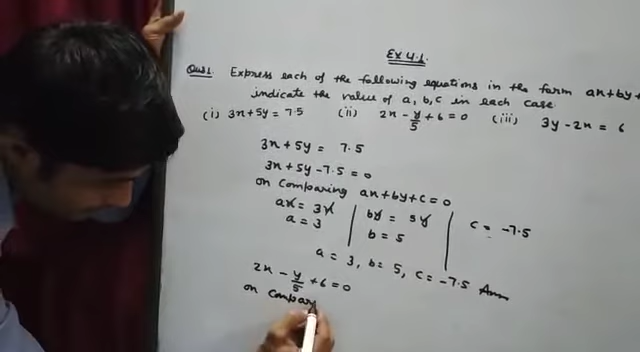 Ex 4.1
Ques1. Express each of the following equations in the form ax+by+
indicate the value of a, b, c in each case.
(i) 3x+5y = 7.5 (ii) 2x - y/5 + 6 = 0 (iii) 3y - 2x = 6
3x + 5y = 7.5
3x + 5y - 7.5 = 0
on comparing ax+by+c=0
ax = 3x | by = 5y | c = -7.5
a = 3 | b = 5
a = 3, b = 5, c = -7.5 Ans
2x - y/5 + 6 = 0
on compar